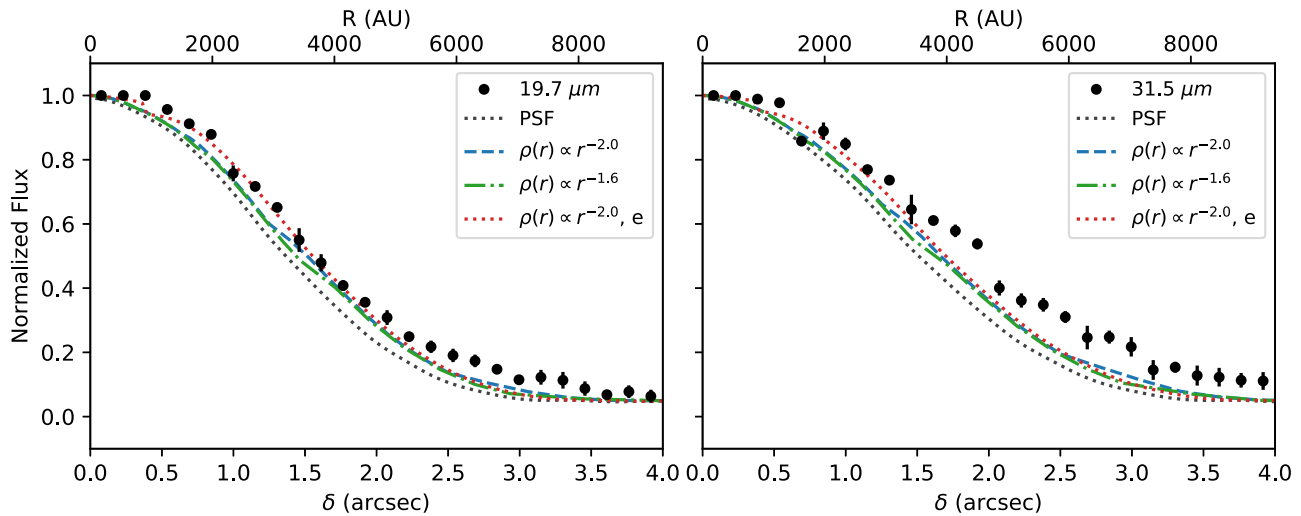 R (AU)
0 2000 4000 6000 8000
19.7 μm
PSF
ρ(r) ∝ r^−2.0
ρ(r) ∝ r^−1.6
ρ(r) ∝ r^−2.0, e
Normalized Flux
1.0
0.8
0.6
0.4
0.2
0.0
0.0 0.5 1.0 1.5 2.0 2.5 3.0 3.5 4.0
δ (arcsec)
R (AU)
0 2000 4000 6000 8000
31.5 μm
PSF
ρ(r) ∝ r^−2.0
ρ(r) ∝ r^−1.6
ρ(r) ∝ r^−2.0, e
0.0 0.5 1.0 1.5 2.0 2.5 3.0 3.5 4.0
δ (arcsec)